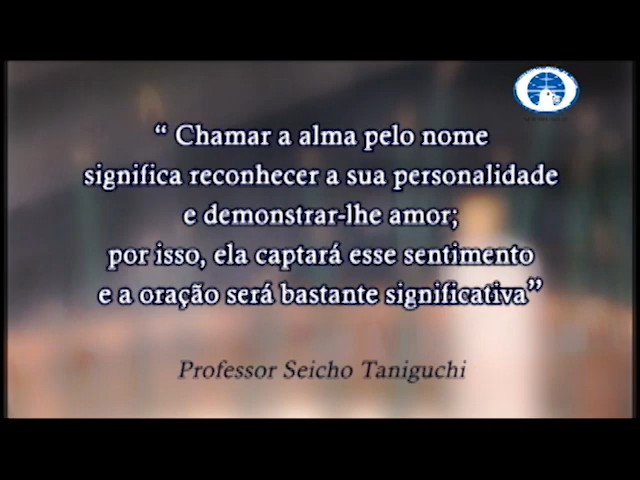 “ Chamar a alma pelo nome
significa reconhecer a sua personalidade
e demonstrar-lhe amor;
por isso, ela captará esse sentimento
e a oração será bastante significativa”
Professor Seicho Taniguchi